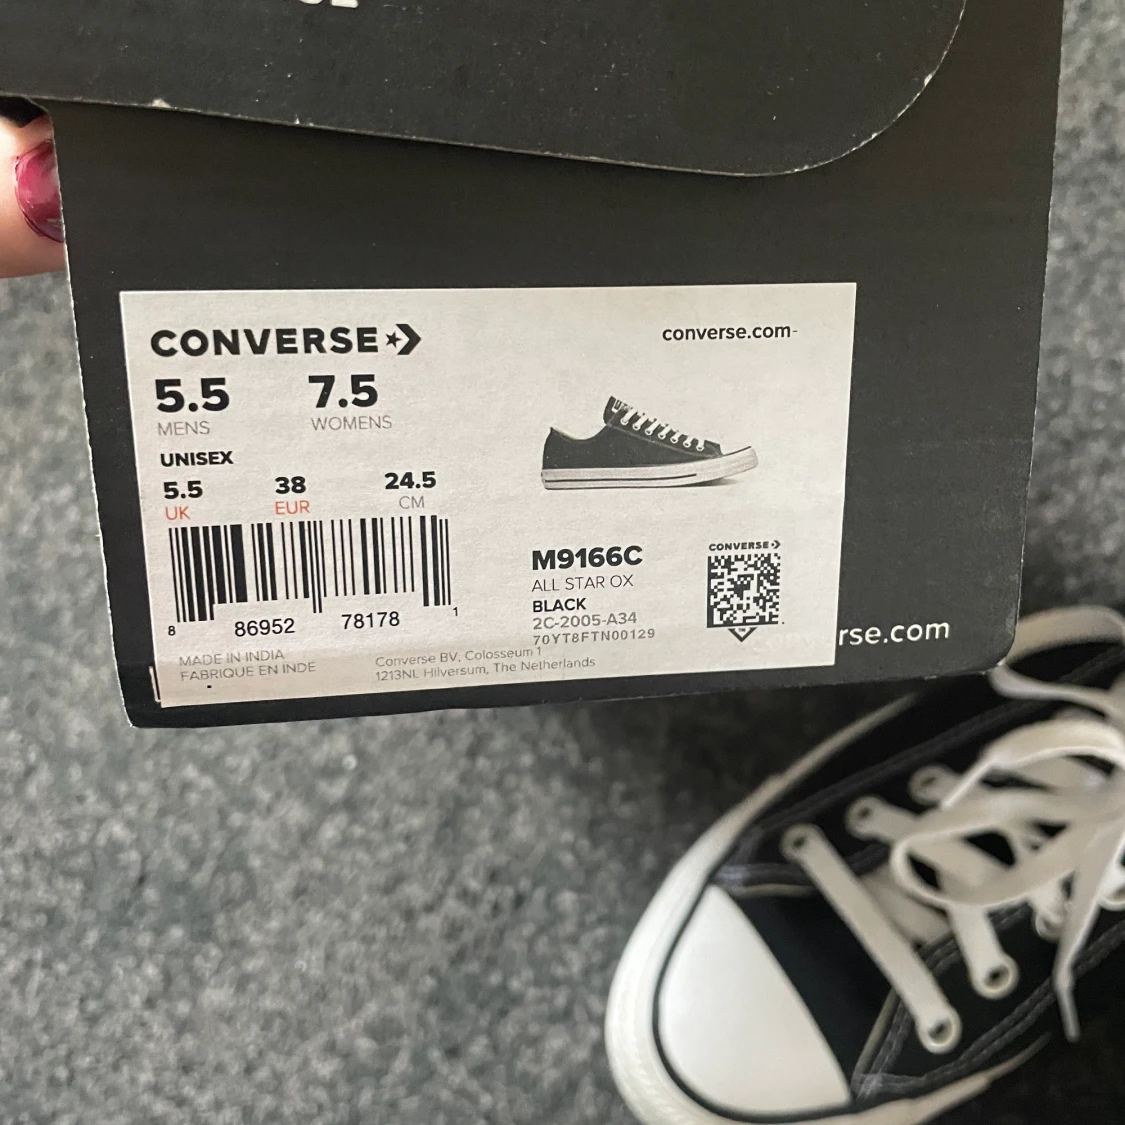 CONVERSE
converse.com-
5.5 7.5
MENS WOMENS
UNISEX
5.5 38 24.5
UK EUR CM
8 86952 78178 1
M9166C
ALL STAR OX
BLACK
2C-2005-A34
70YT8FTN00129
CONVERSE
MADE IN INDIA
FABRIQUE EN INDE
Converse BV, Colosseum 1
1213NL Hilversum, The Netherlands
rse.com